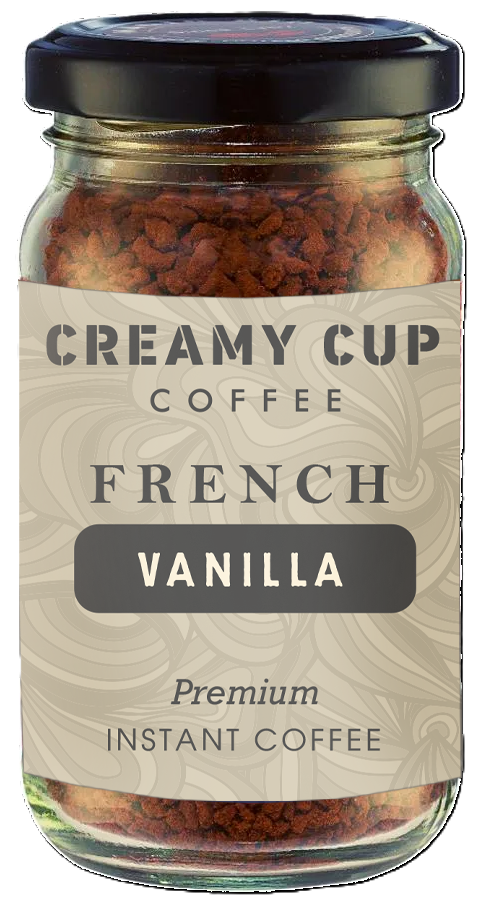 CREAMY CUP
COFFEE
FRENCH
VANILLA
Premium
INSTANT COFFEE